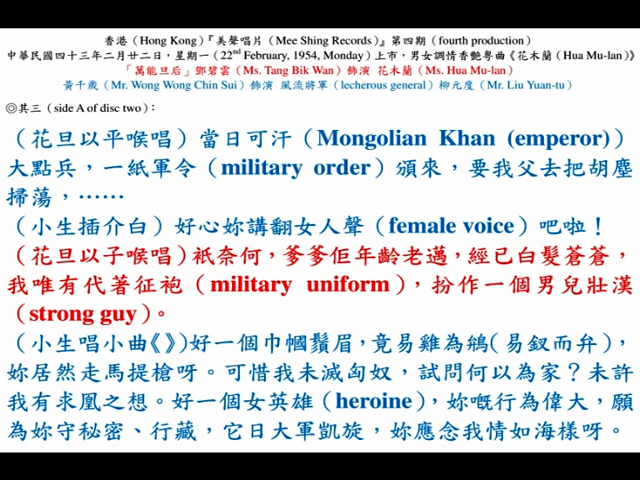 香港（Hong Kong）『美聲唱片（Mee Shing Records）』第四期（fourth production）
中華民國四十三年二月廿二日，星期一（22nd February, 1954, Monday）上市，男女調情香艷粵曲《花木蘭（Hua Mu-lan）》
「萬能旦后」鄧碧雲（Ms. Tang Bik Wan）飾演 花木蘭（Ms. Hua Mu-lan）
黃千歲（Mr. Wong Wong Chin Sui）飾演 風流將軍（lecherous general）柳元度（Mr. Liu Yuan-tu）
◎其三（side A of disc two）：
（花旦以平喉唱）當日可汗（Mongolian Khan (emperor)）
大點兵，一紙軍令（military order）頒來，要我父去把胡塵
掃蕩，⋯⋯
（小生插介白）好心妳講翻女人聲（female voice）吧啦！
（花旦以子喉唱）祇奈何，爹爹佢年齡老邁，經已白髮蒼蒼，
我唯有代著征袍（military uniform），扮作一個男兒壯漢
（strong guy）。
（小生唱小曲《》）好一個巾幗鬚眉，竟易雞為鵷（易釵而弁），
妳居然走馬提槍呀。可惜我未滅匈奴，試問何以為家？未許
我有求凰之想。好一個女英雄（heroine），妳嘅行為偉大，願
為妳守秘密、行藏，它日大軍凱旋，妳應念我情如海樣呀。